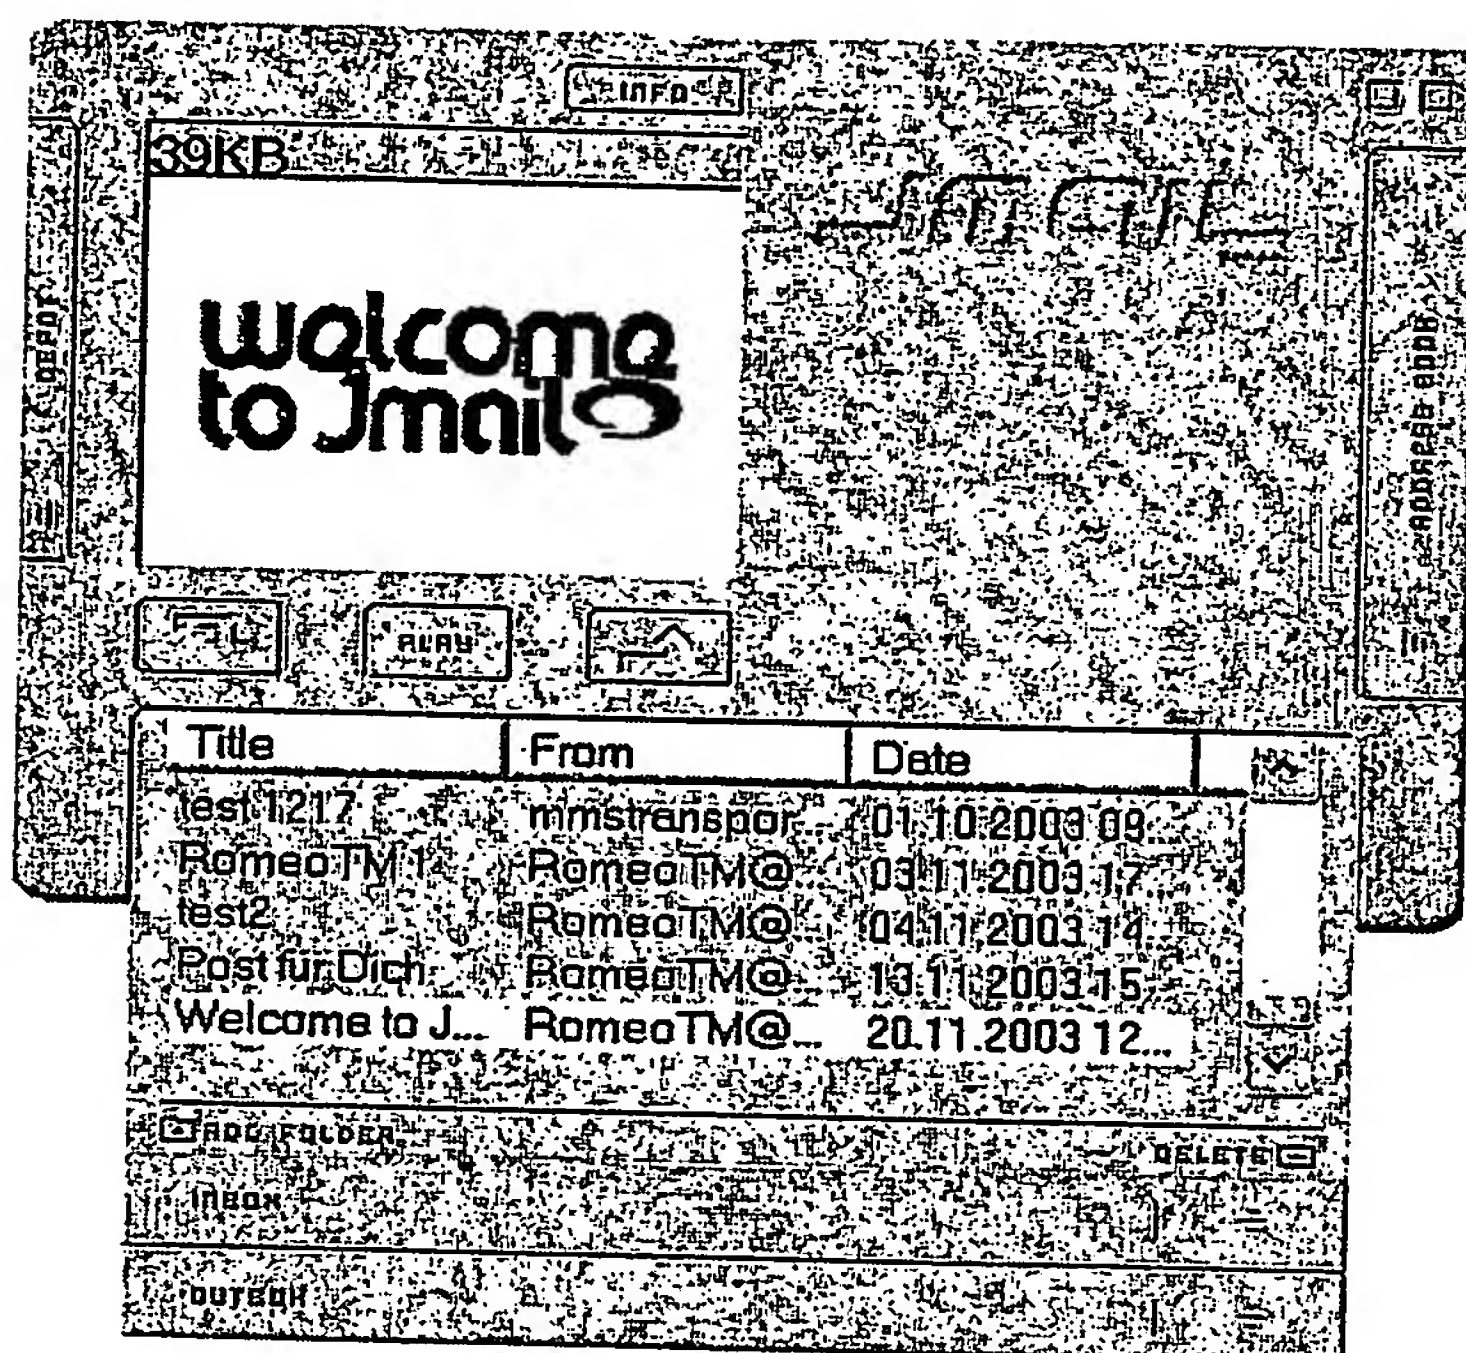 INFO
39KB
Jmail
DEPOT
welcome
to Jmail
ADDRESS BOOK
PLAY
Title From Date
test 1217 mmstranspor... 01.10.2003 09...
RomeoTM 1 RomeoTM@... 03.11.2003 17...
test2 RomeoTM@... 04.11.2003 14...
Post für Dich RomeoTM@... 13.11.2003 15...
Welcome to J... RomeoTM@... 20.11.2003 12...
ADD FOLDER DELETE
INBOX
OUTBOX